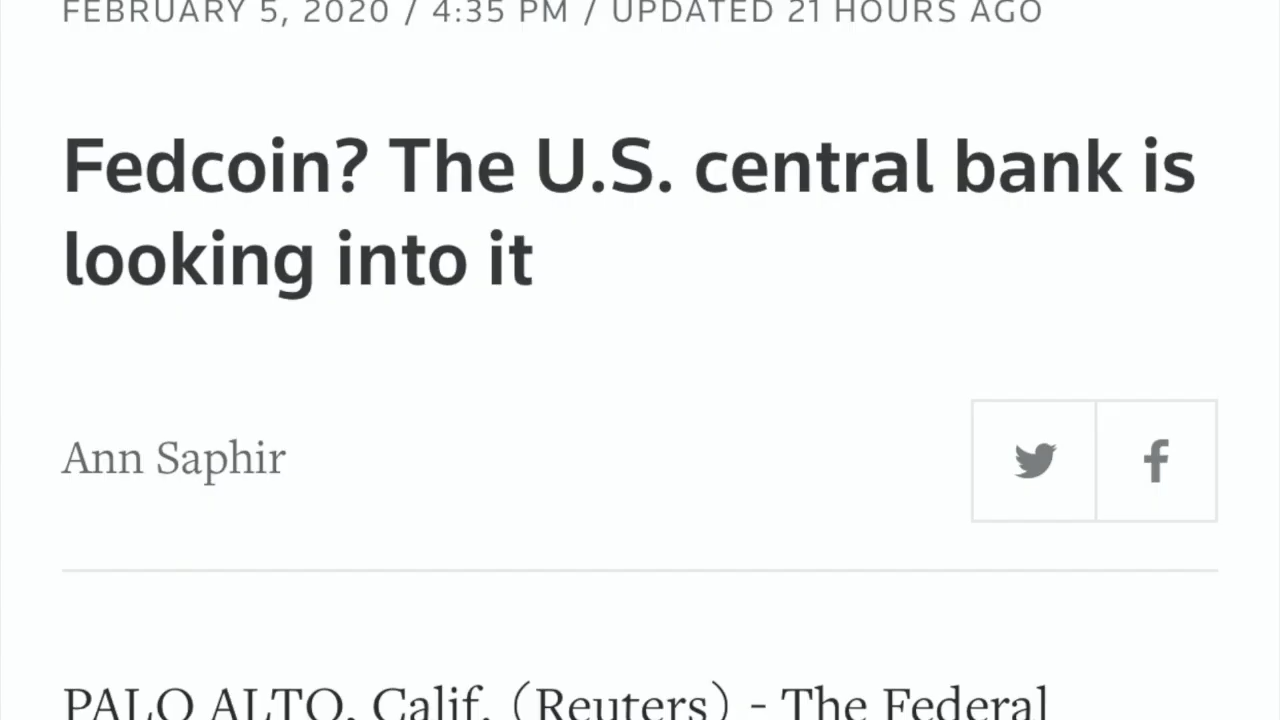 FEBRUARY 5, 2020 / 4:35 PM / UPDATED 21 HOURS AGO
Fedcoin? The U.S. central bank is
looking into it
Ann Saphir
PALO ALTO, Calif. (Reuters) - The Federal